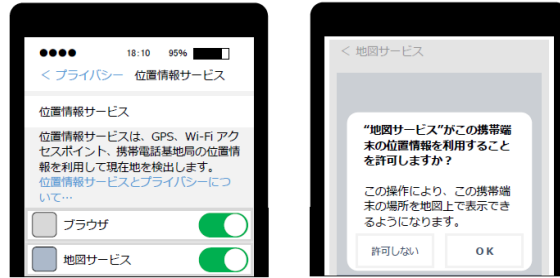 18:10 95%
< プライバシー 位置情報サービス
位置情報サービス
位置情報サービスは、GPS、Wi-Fi アク
セスポイント、携帯電話基地局の位置情
報を利用して現在地を検出します。
位置情報サービスとプライバシーにつ
いて…
ブラウザ
地図サービス
< 地図サービス
“地図サービス”がこの携帯端
末の位置情報を利用すること
を許可しますか？
この操作により、この携帯端
末の場所を地図上で表示でき
るようになります。
許可しない OK